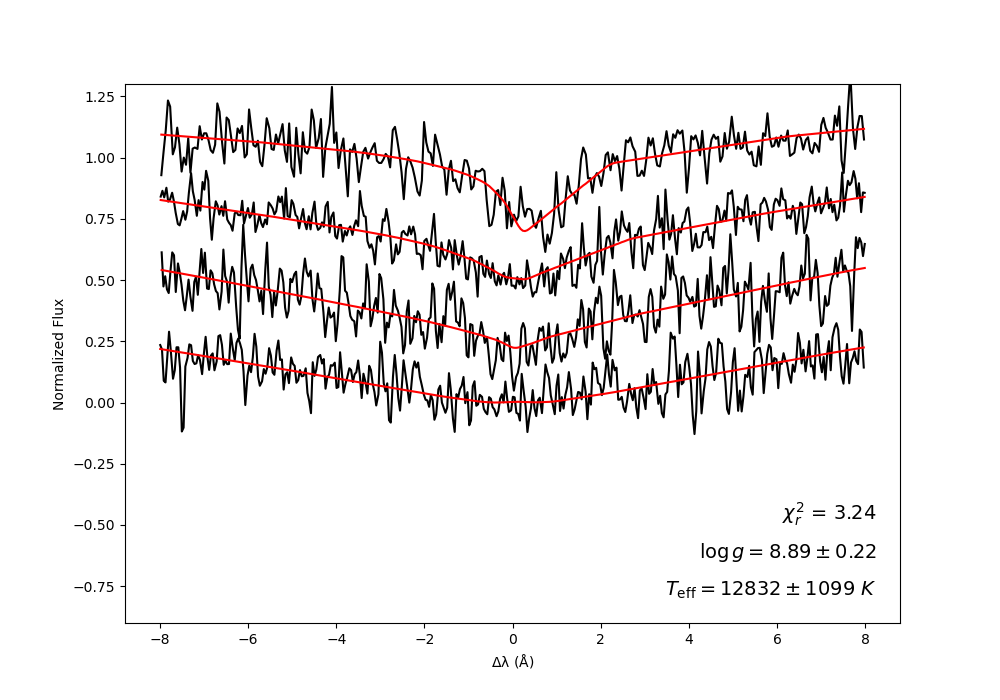 1.25
1.00
0.75
0.50
0.25
0.00
−0.25
−0.50
−0.75
Normalized Flux
χ²ᵣ = 3.24
log g = 8.89 ± 0.22
T_eff = 12832 ± 1099 K
−8 −6 −4 −2 0 2 4 6 8
Δλ (Å)